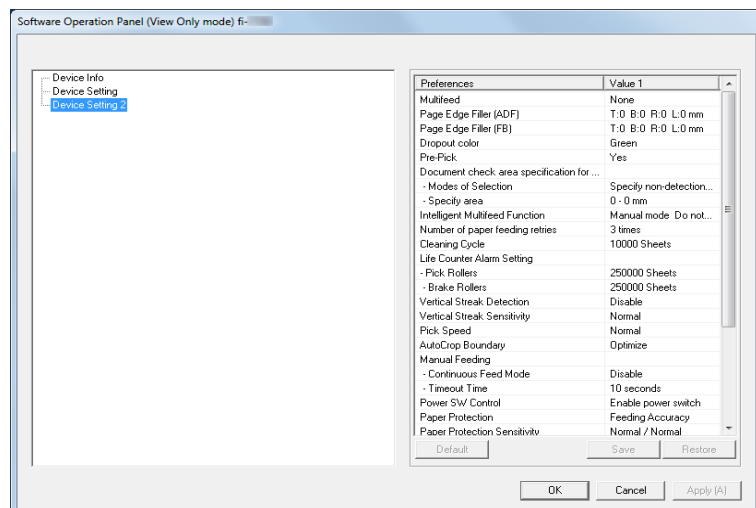 Software Operation Panel (View Only mode) fi-
Device Info
Device Setting
Device Setting 2
Preferences Value 1
Multifeed None
Page Edge Filler (ADF) T:0 B:0 R:0 L:0 mm
Page Edge Filler (FB) T:0 B:0 R:0 L:0 mm
Dropout color Green
Pre-Pick Yes
Document check area specification for ...
- Modes of Selection Specify non-detection...
- Specify area 0 - 0 mm
Intelligent Multifeed Function Manual mode Do not...
Number of paper feeding retries 3 times
Cleaning Cycle 10000 Sheets
Life Counter Alarm Setting
- Pick Rollers 250000 Sheets
- Brake Rollers 250000 Sheets
Vertical Streak Detection Disable
Vertical Streak Sensitivity Normal
Pick Speed Normal
AutoCrop Boundary Optimize
Manual Feeding
- Continuous Feed Mode Disable
- Timeout Time 10 seconds
Power SW Control Enable power switch
Paper Protection Feeding Accuracy
Paper Protection Sensitivity Normal / Normal
Default Save Restore
OK Cancel Apply (A)